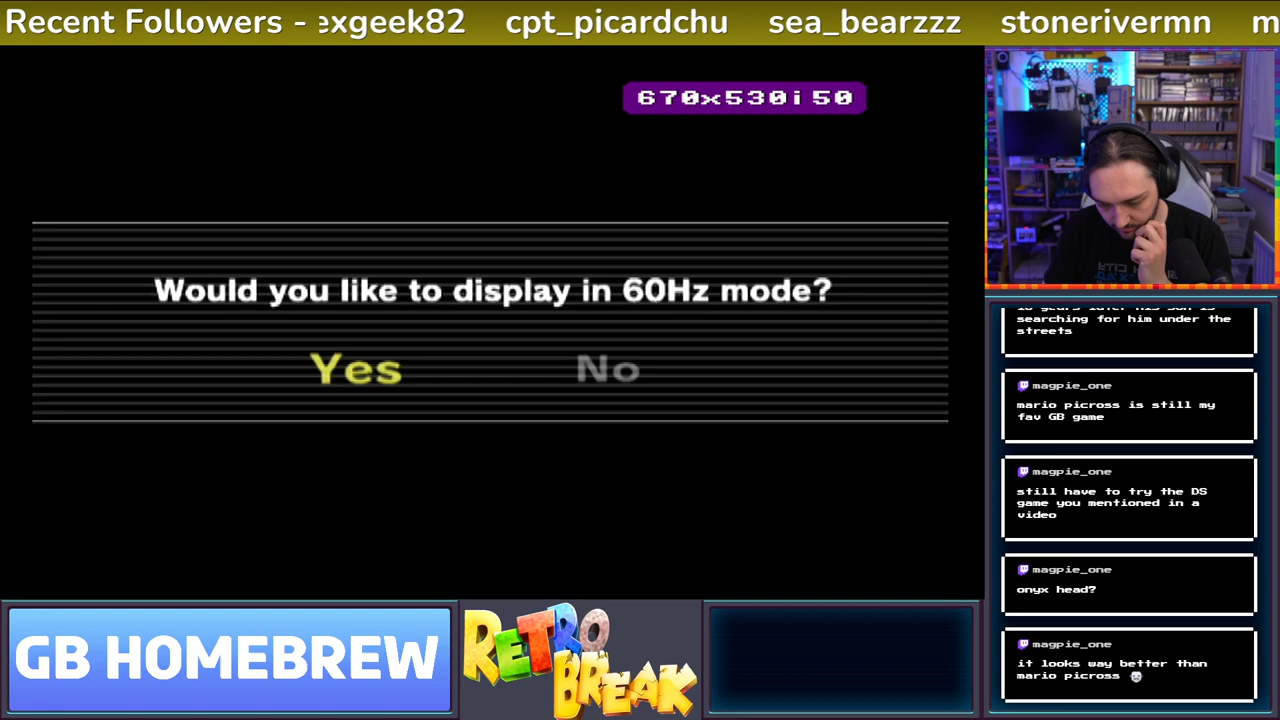 Recent Followers - exgeek82 cpt_picardchu sea_bearzzz stonerivermn m
670x530i50
Would you like to display in 60Hz mode?
Yes No
searching for him under the
streets
magpie_one
mario picross is still my
fav GB game
magpie_one
still have to try the DS
game you mentioned in a
video
magpie_one
onyx head?
magpie_one
it looks way better than
mario picross
GB HOMEBREW
RETRO
BREAK